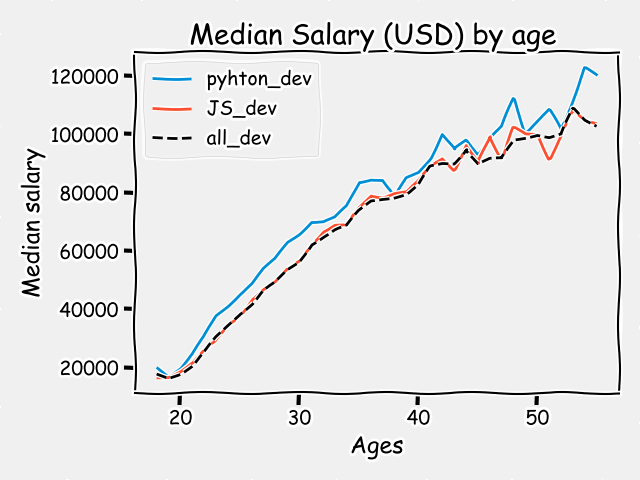 Median Salary (USD) by age
120000
100000
80000
60000
40000
20000
Median salary
pyhton_dev
JS_dev
all_dev
20 30 40 50
Ages